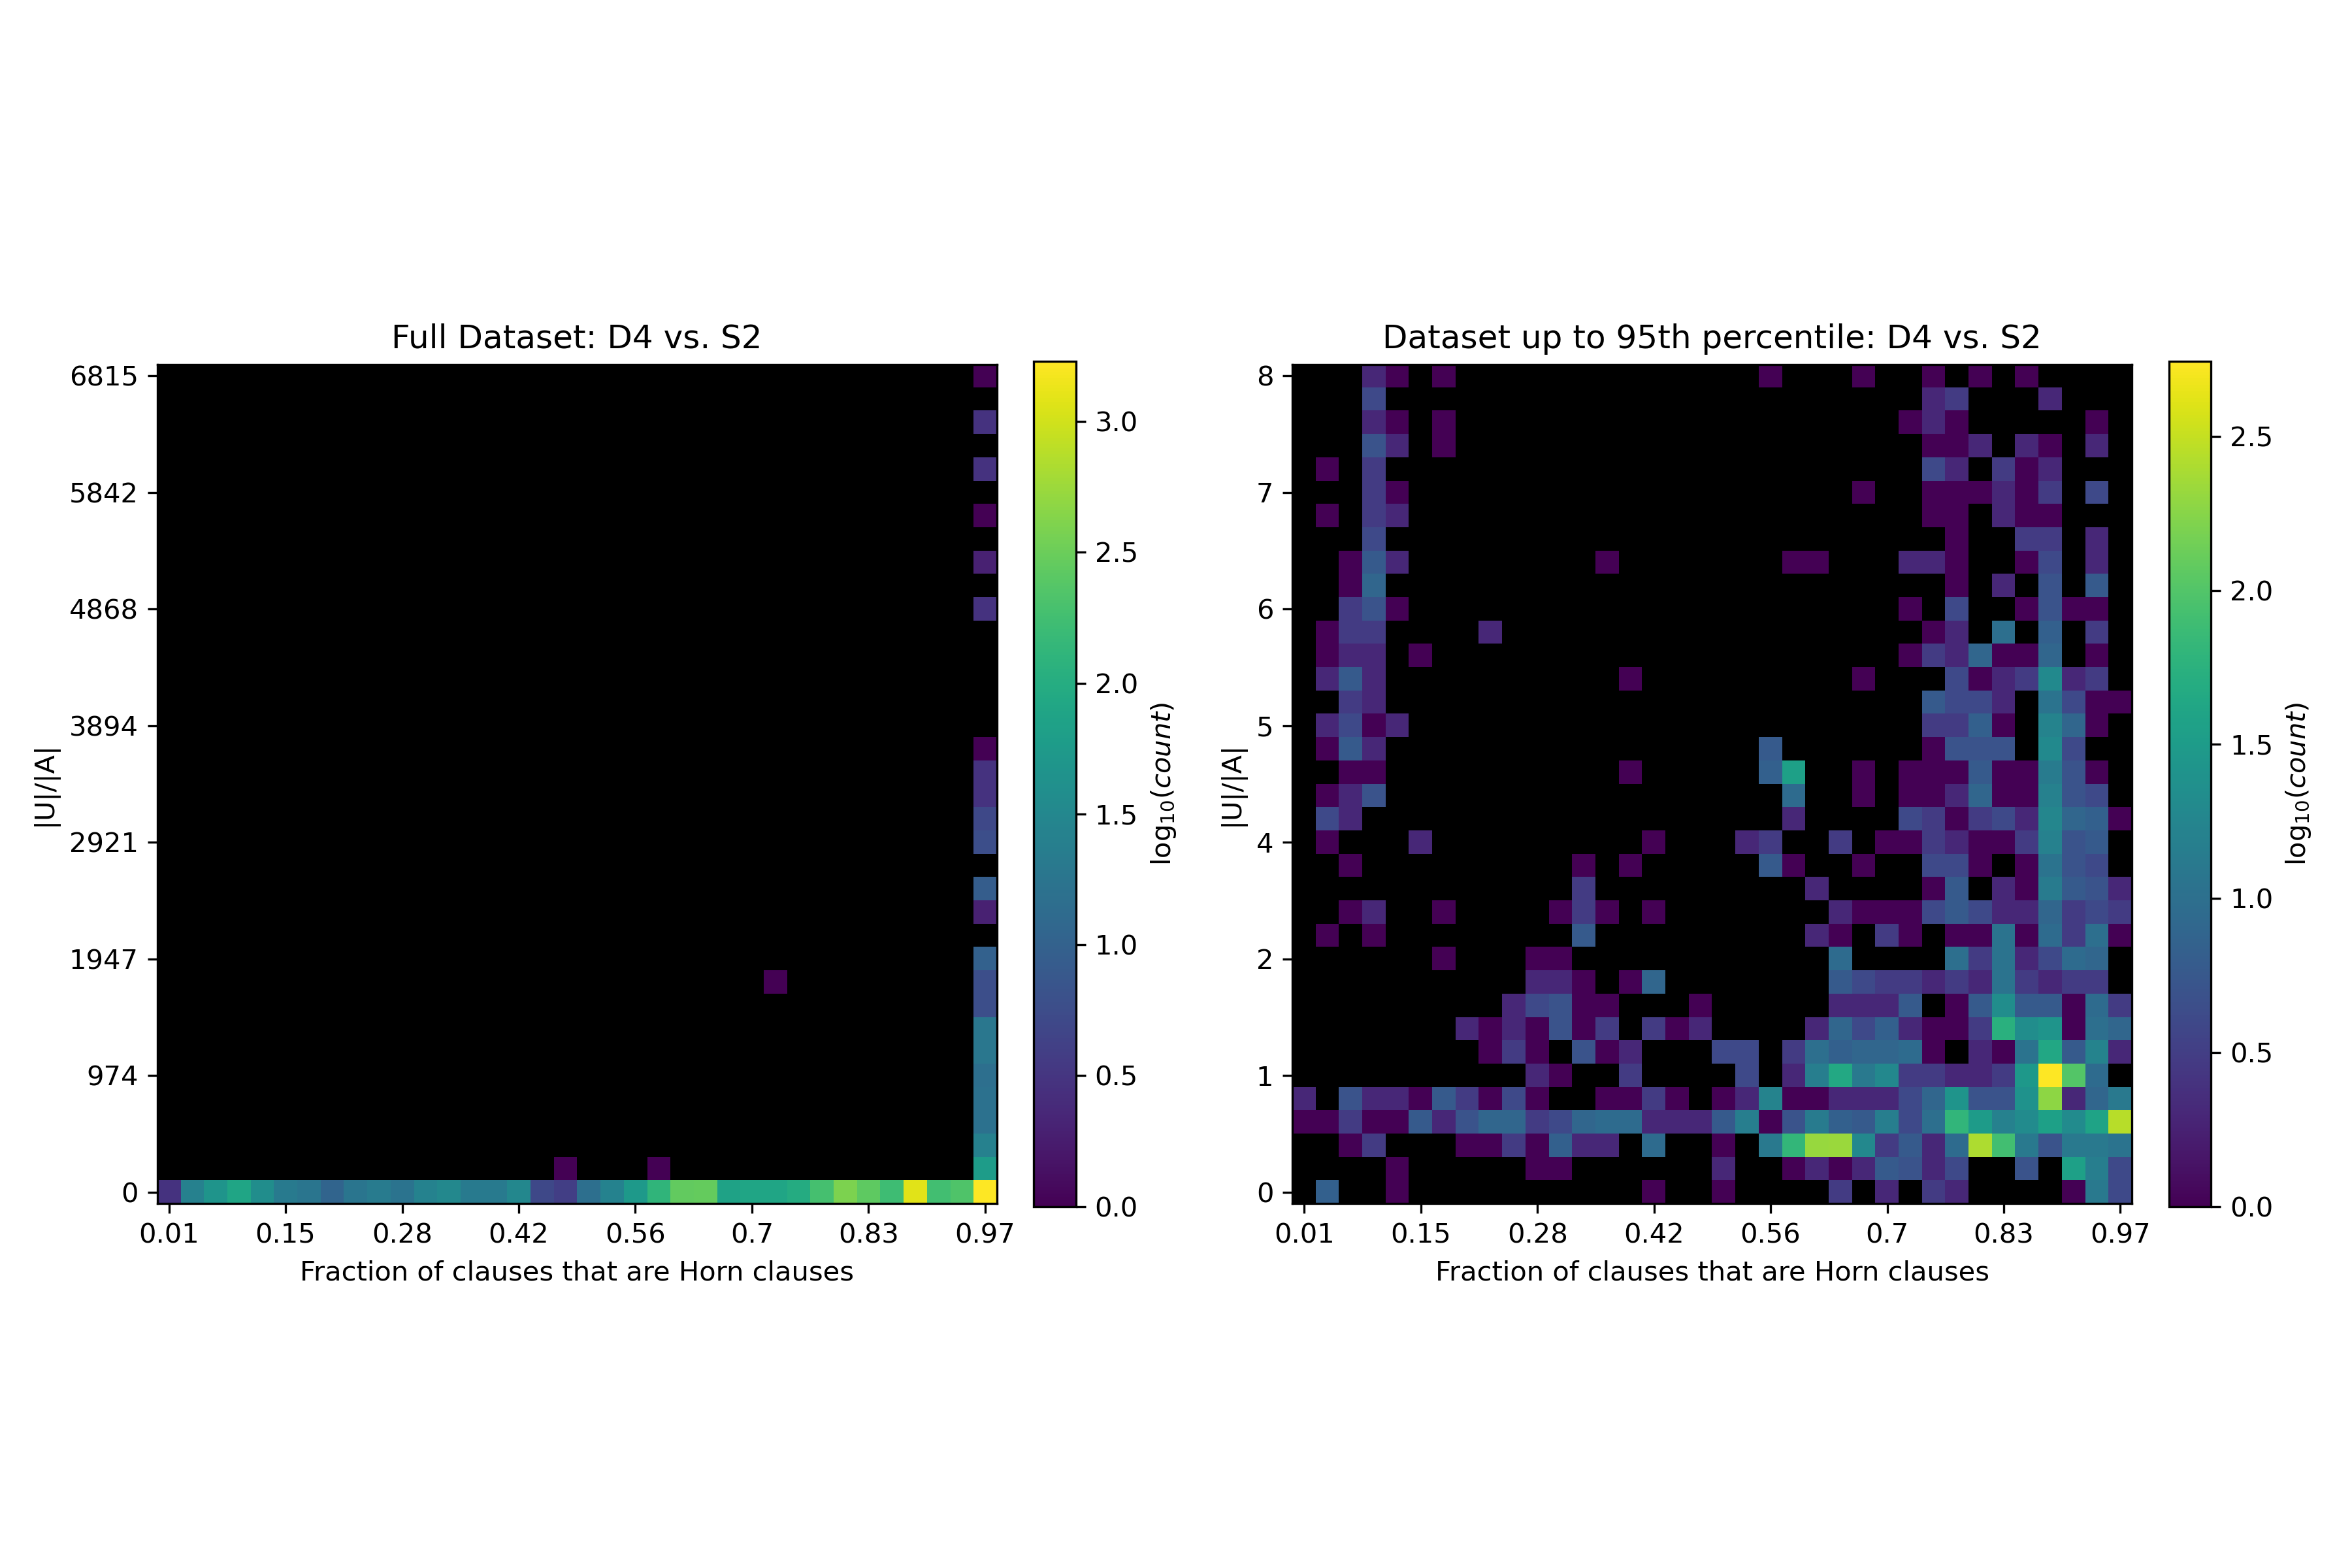 Full Dataset: D4 vs. S2
6815
5842
4868
3894
2921
1947
974
0
|U|/|A|
0.01 0.15 0.28 0.42 0.56 0.7 0.83 0.97
Fraction of clauses that are Horn clauses
3.0
2.5
2.0
1.5
1.0
0.5
0.0
log₁₀(count)
Dataset up to 95th percentile: D4 vs. S2
8
7
6
5
4
2
1
0
|U|/|A|
0.01 0.15 0.28 0.42 0.56 0.7 0.83 0.97
Fraction of clauses that are Horn clauses
2.5
2.0
1.5
1.0
0.5
0.0
log₁₀(count)